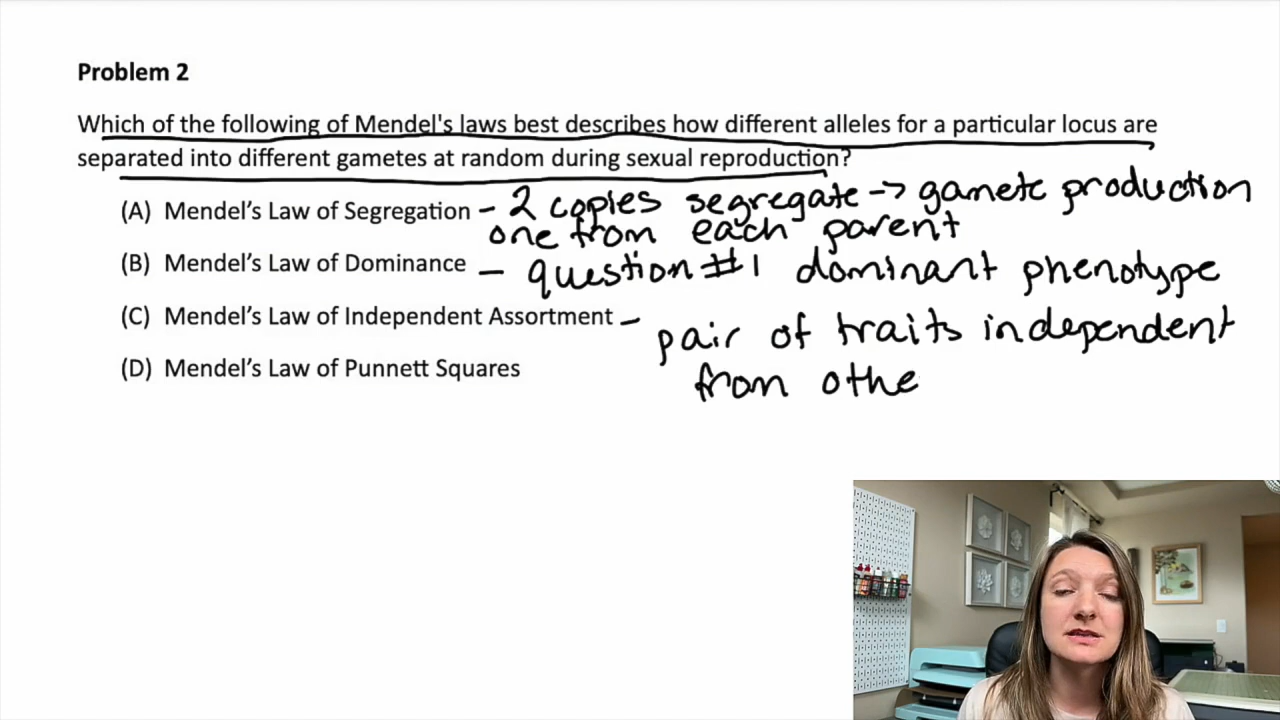 Problem 2
Which of the following of Mendel's laws best describes how different alleles for a particular locus are
separated into different gametes at random during sexual reproduction?
(A) Mendel's Law of Segregation - 2 copies segregate -> gamete production
one from each parent
(B) Mendel's Law of Dominance - question #1 dominant phenotype
(C) Mendel's Law of Independent Assortment -
pair of traits independent
(D) Mendel's Law of Punnett Squares
from othe